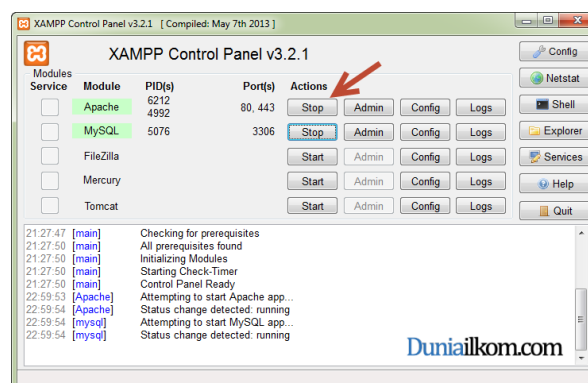 XAMPP Control Panel v3.2.1 [ Compiled: May 7th 2013 ]
XAMPP Control Panel v3.2.1
Config
Modules
Service Module PID(s) Port(s) Actions
Netstat
Apache 6212 4992 80, 443 Stop Admin Config Logs
Shell
MySQL 5076 3306 Stop Admin Config Logs
Explorer
FileZilla Start Admin Config Logs
Services
Mercury Start Admin Config Logs
Help
Tomcat Start Admin Config Logs
Quit
21:27:47 [main] Checking for prerequisites
21:27:50 [main] All prerequisites found
21:27:50 [main] Initializing Modules
21:27:50 [main] Starting Check-Timer
21:27:50 [main] Control Panel Ready
22:59:53 [Apache] Attempting to start Apache app...
22:59:54 [Apache] Status change detected: running
22:59:54 [mysql] Attempting to start MySQL app...
22:59:54 [mysql] Status change detected: running
Duniailkom.com